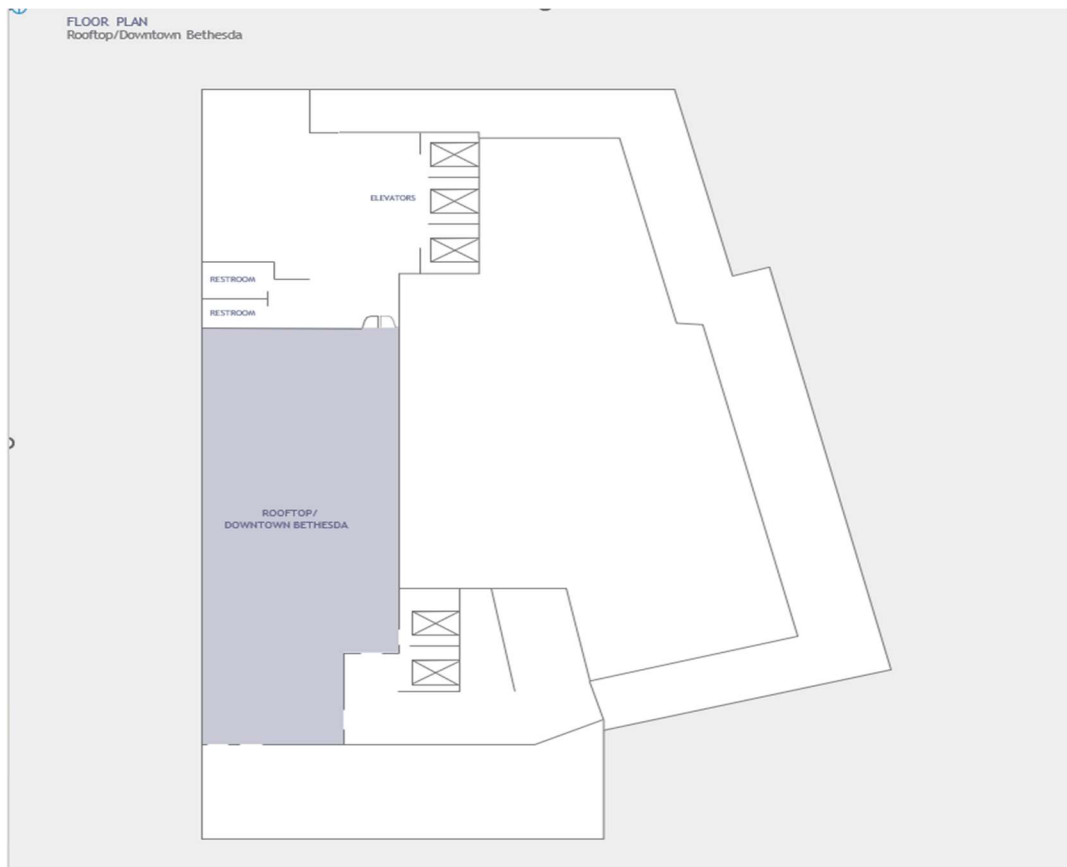 FLOOR PLAN
Rooftop/Downtown Bethesda
ELEVATORS
RESTROOM
RESTROOM
ROOFTOP/
DOWNTOWN BETHESDA